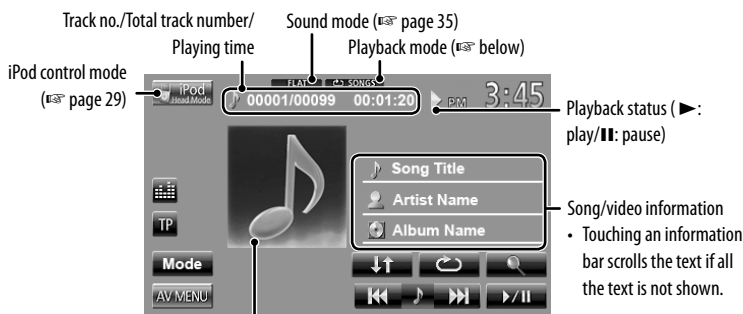 Track no./Total track number/
Playing time
Sound mode (☞ page 35)
Playback mode (☞ below)
iPod control mode
(☞ page 29)
iPod
Head Mode
FLAT
SONGS
00001/00099 00:01:20
PM 3:45
Playback status (►:
play/⏸: pause)
Song Title
Artist Name
Album Name
TP
Mode
AV MENU
Song/video information
• Touching an information
bar scrolls the text if all
the text is not shown.